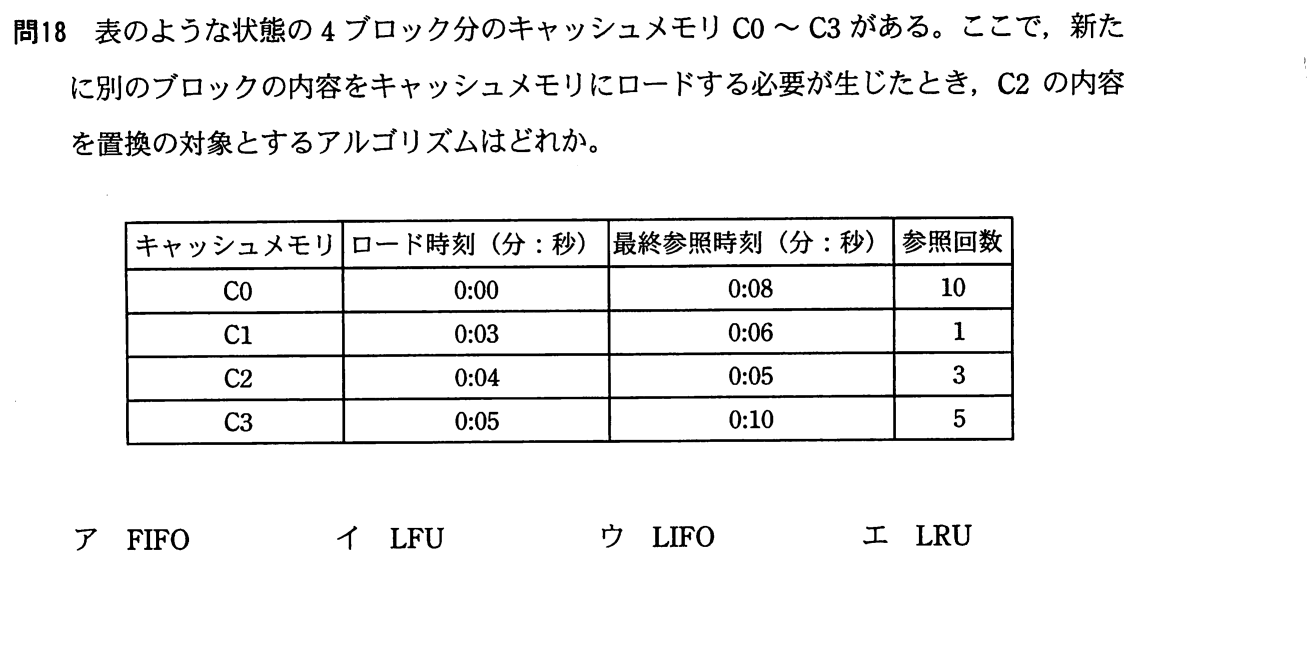 問18 表のような状態の 4 ブロック分のキャッシュメモリ C0 ～ C3 がある。ここで，新た
に別のブロックの内容をキャッシュメモリにロードする必要が生じたとき，C2 の内容
を置換の対象とするアルゴリズムはどれか。
キャッシュメモリ ロード時刻（分：秒） 最終参照時刻（分：秒） 参照回数
C0 0:00 0:08 10
C1 0:03 0:06 1
C2 0:04 0:05 3
C3 0:05 0:10 5
ア FIFO イ LFU ウ LIFO エ LRU